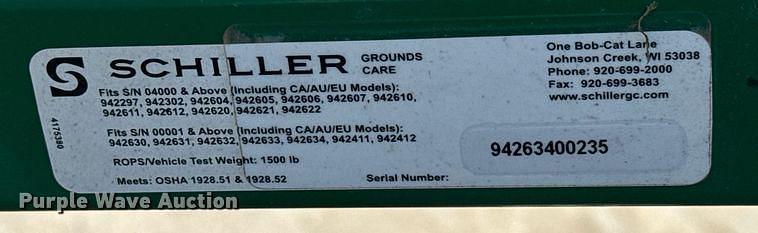 SCHILLER GROUNDS CARE
One Bob-Cat Lane
Johnson Creek, WI 53038
Phone: 920-699-2000
Fax: 920-699-3683
www.schillergc.com
Fits S/N 04000 & Above (Including CA/AU/EU Models):
942297, 942302, 942604, 942605, 942606, 942607, 942610,
942611, 942612, 942620, 942621, 942622
Fits S/N 00001 & Above (Including CA/AU/EU Models):
942630, 942631, 942632, 942633, 942634, 942411, 942412
ROPS/Vehicle Test Weight: 1500 lb
Meets: OSHA 1928.51 & 1928.52
Serial Number:
94263400235
4175380
Purple Wave Auction